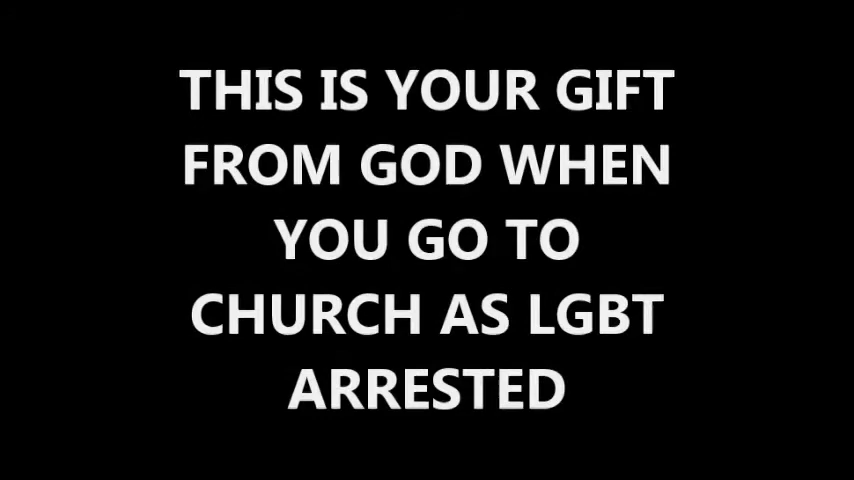 THIS IS YOUR GIFT
FROM GOD WHEN
YOU GO TO
CHURCH AS LGBT
ARRESTED